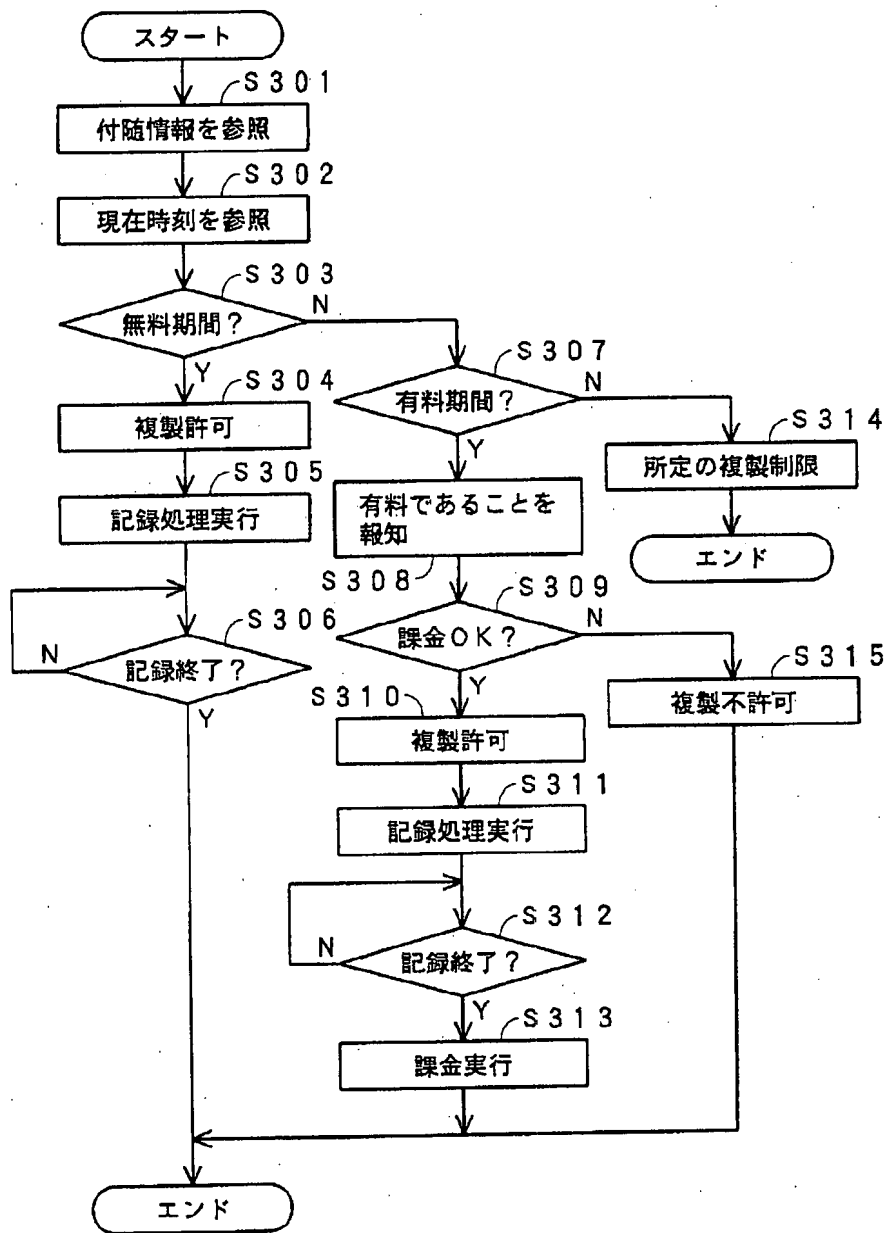 スタート
S301
付随情報を参照
S302
現在時刻を参照
S303
無料期間?
N
Y
S304
複製許可
S305
記録処理実行
S306
記録終了?
N
Y
S307
有料期間?
N
Y
S314
所定の複製制限
エンド
有料であることを
報知
S308
S309
課金OK?
N
Y
S315
複製不許可
S310
複製許可
S311
記録処理実行
S312
記録終了?
N
Y
S313
課金実行
エンド